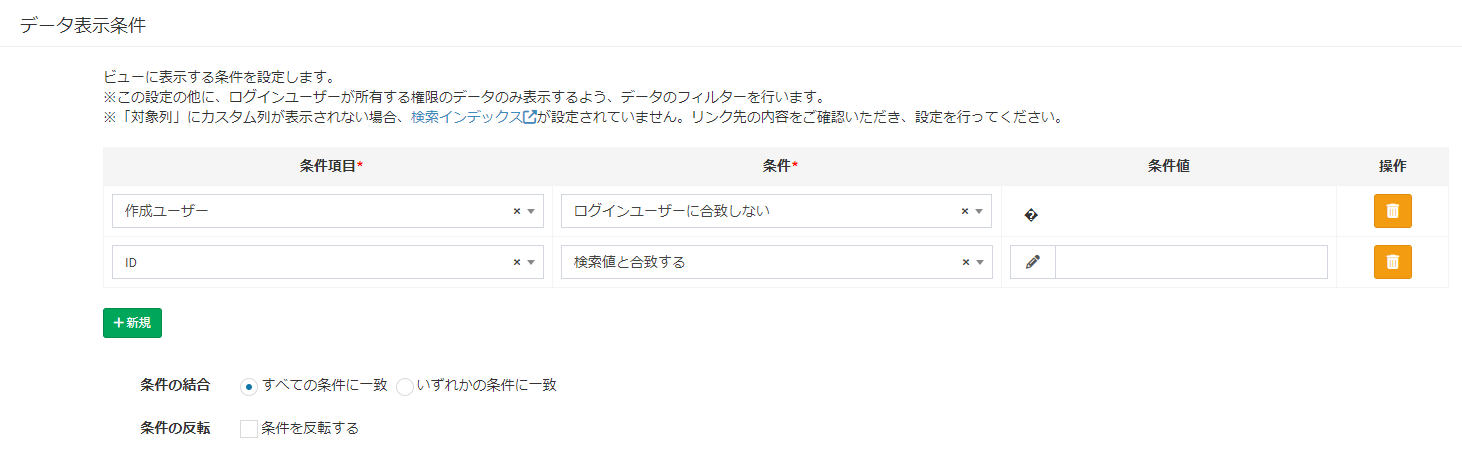 データ表示条件
ビューに表示する条件を設定します。
※この設定の他に、ログインユーザーが所有する権限のデータのみ表示するよう、データのフィルターを行います。
※「対象列」にカスタム列が表示されない場合、検索インデックスが設定されていません。リンク先の内容をご確認いただき、設定を行ってください。
条件項目* 条件* 条件値 操作
作成ユーザー × ログインユーザーに合致しない × �
ID × 検索値と合致する ×
+新規
条件の結合 すべての条件に一致 いずれかの条件に一致
条件の反転 条件を反転する